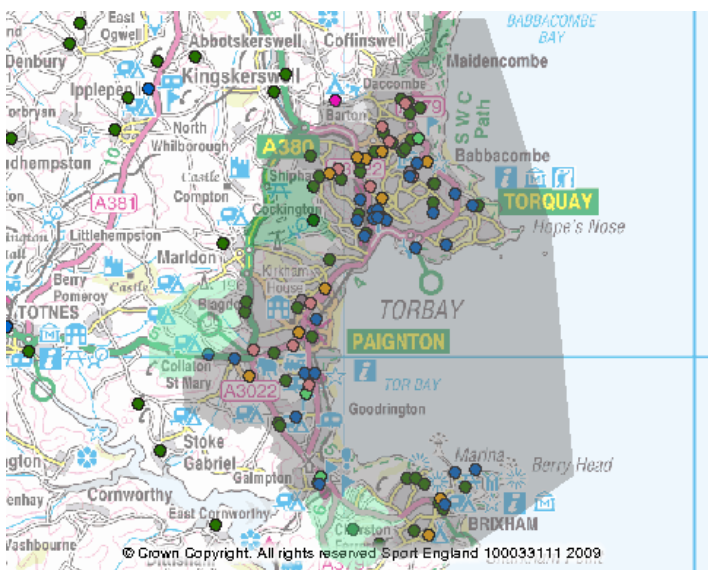 East
Ogwell
Abbotskerswell
Coffinswell
BABBACOMBE
BAY
Denbury
Kingskerswell
Maidencombe
Daccombe
Ipplepen
Barton
SWC
Path
North
Whilborough
A380
Babbacombe
Castle
Compton
A381
Cockington
TORQUAY
Hope's Nose
Littlehempston
Marldon
Berry
Pomeroy
Castle
Kirkham
House
TOTNES
TORBAY
PAIGNTON
Collaton
St Mary
A3022
TOR BAY
Goodrington
Stoke
Gabriel
Galmpton
Marina
Berry Head
Cornworthy
East Cornworthy
BRIXHAM
© Crown Copyright. All rights reserved Sport England 100033111 2009